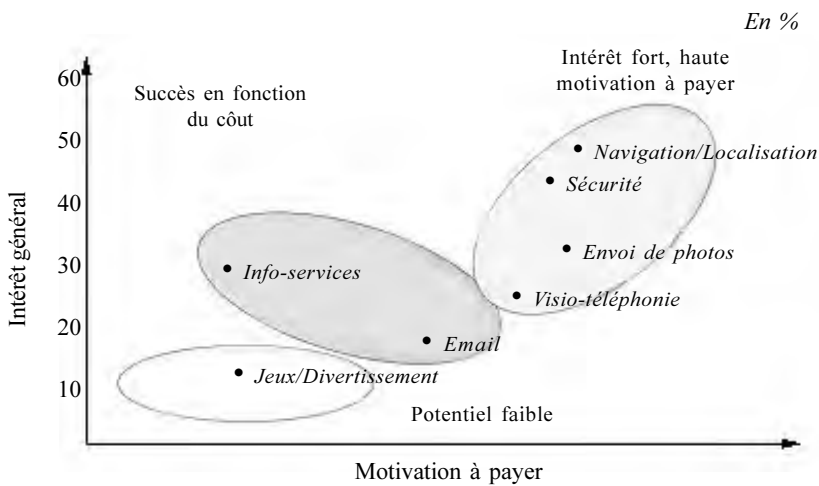 En %
Intérêt fort, haute
motivation à payer
Succès en fonction
du côut
60
50
40
30
20
10
Intérêt général
Navigation/Localisation
Sécurité
Envoi de photos
Info-services
Visio-téléphonie
Email
Jeux/Divertissement
Potentiel faible
Motivation à payer